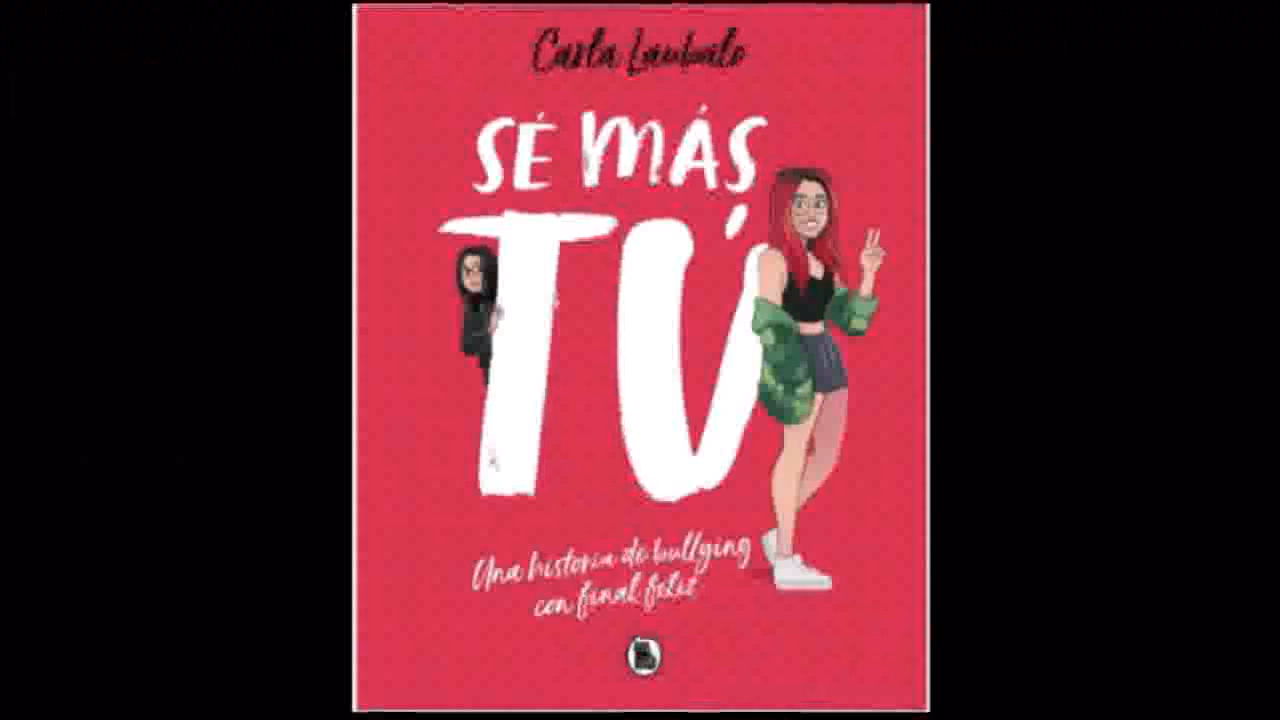 Carla Laubalo
SÉ MÁS
TÚ
Una historia de bullying
con final feliz
B